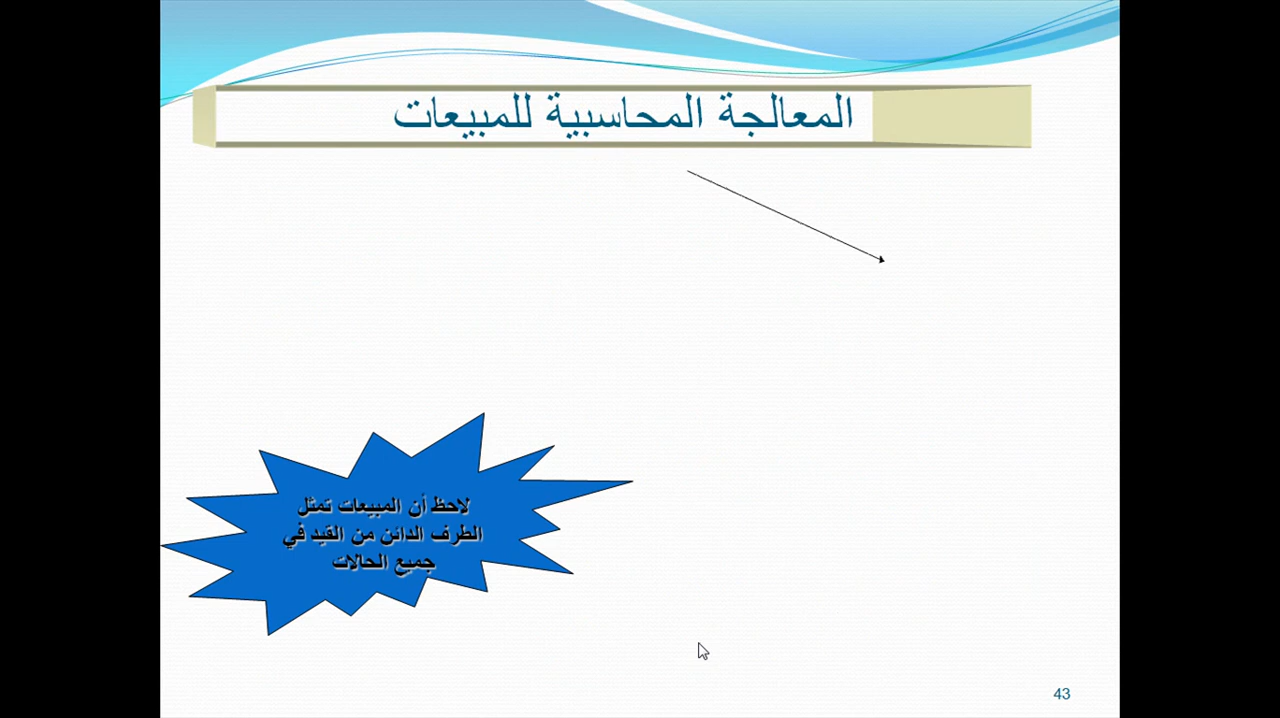 المعالجة المحاسبية للمبيعات
لاحظ أن المبيعات تمثل
الطرف الدائن من القيد في
جميع الحالات
43